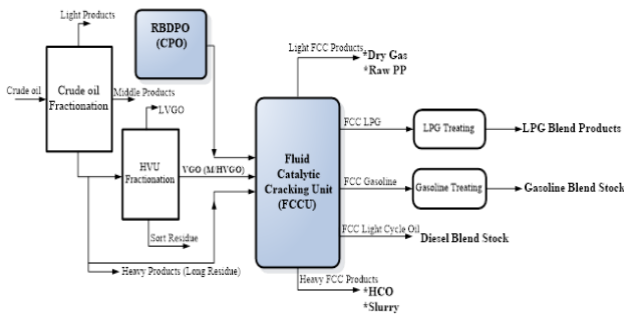 Light Products
RBDPO
(CPO)
Light FCC Products
*Dry Gas
*Raw PP
Crude oil
Crude oil
Fractionation
Middle Products
LVGO
HVU
Fractionation
VGO (M/HVGO)
Sort Residue
Heavy Products (Long Residue)
Fluid
Catalytic
Cracking Unit
(FCCU)
FCC LPG
LPG Treating
LPG Blend Products
FCC Gasoline
Gasoline Treating
Gasoline Blend Stock
FCC Light Cycle Oil
Diesel Blend Stock
Heavy FCC Products
*HCO
*Slurry